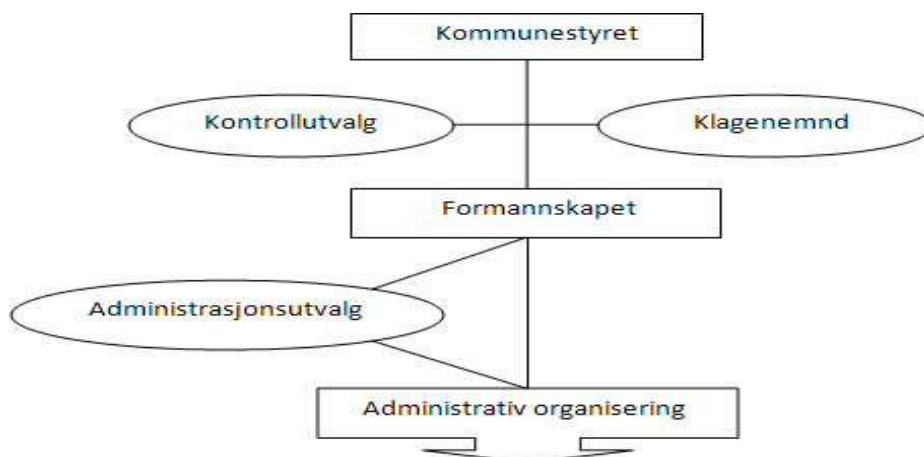 Kommunestyret
Kontrollutvalg
Klagenemnd
Formannskapet
Administrasjonsutvalg
Administrativ organisering